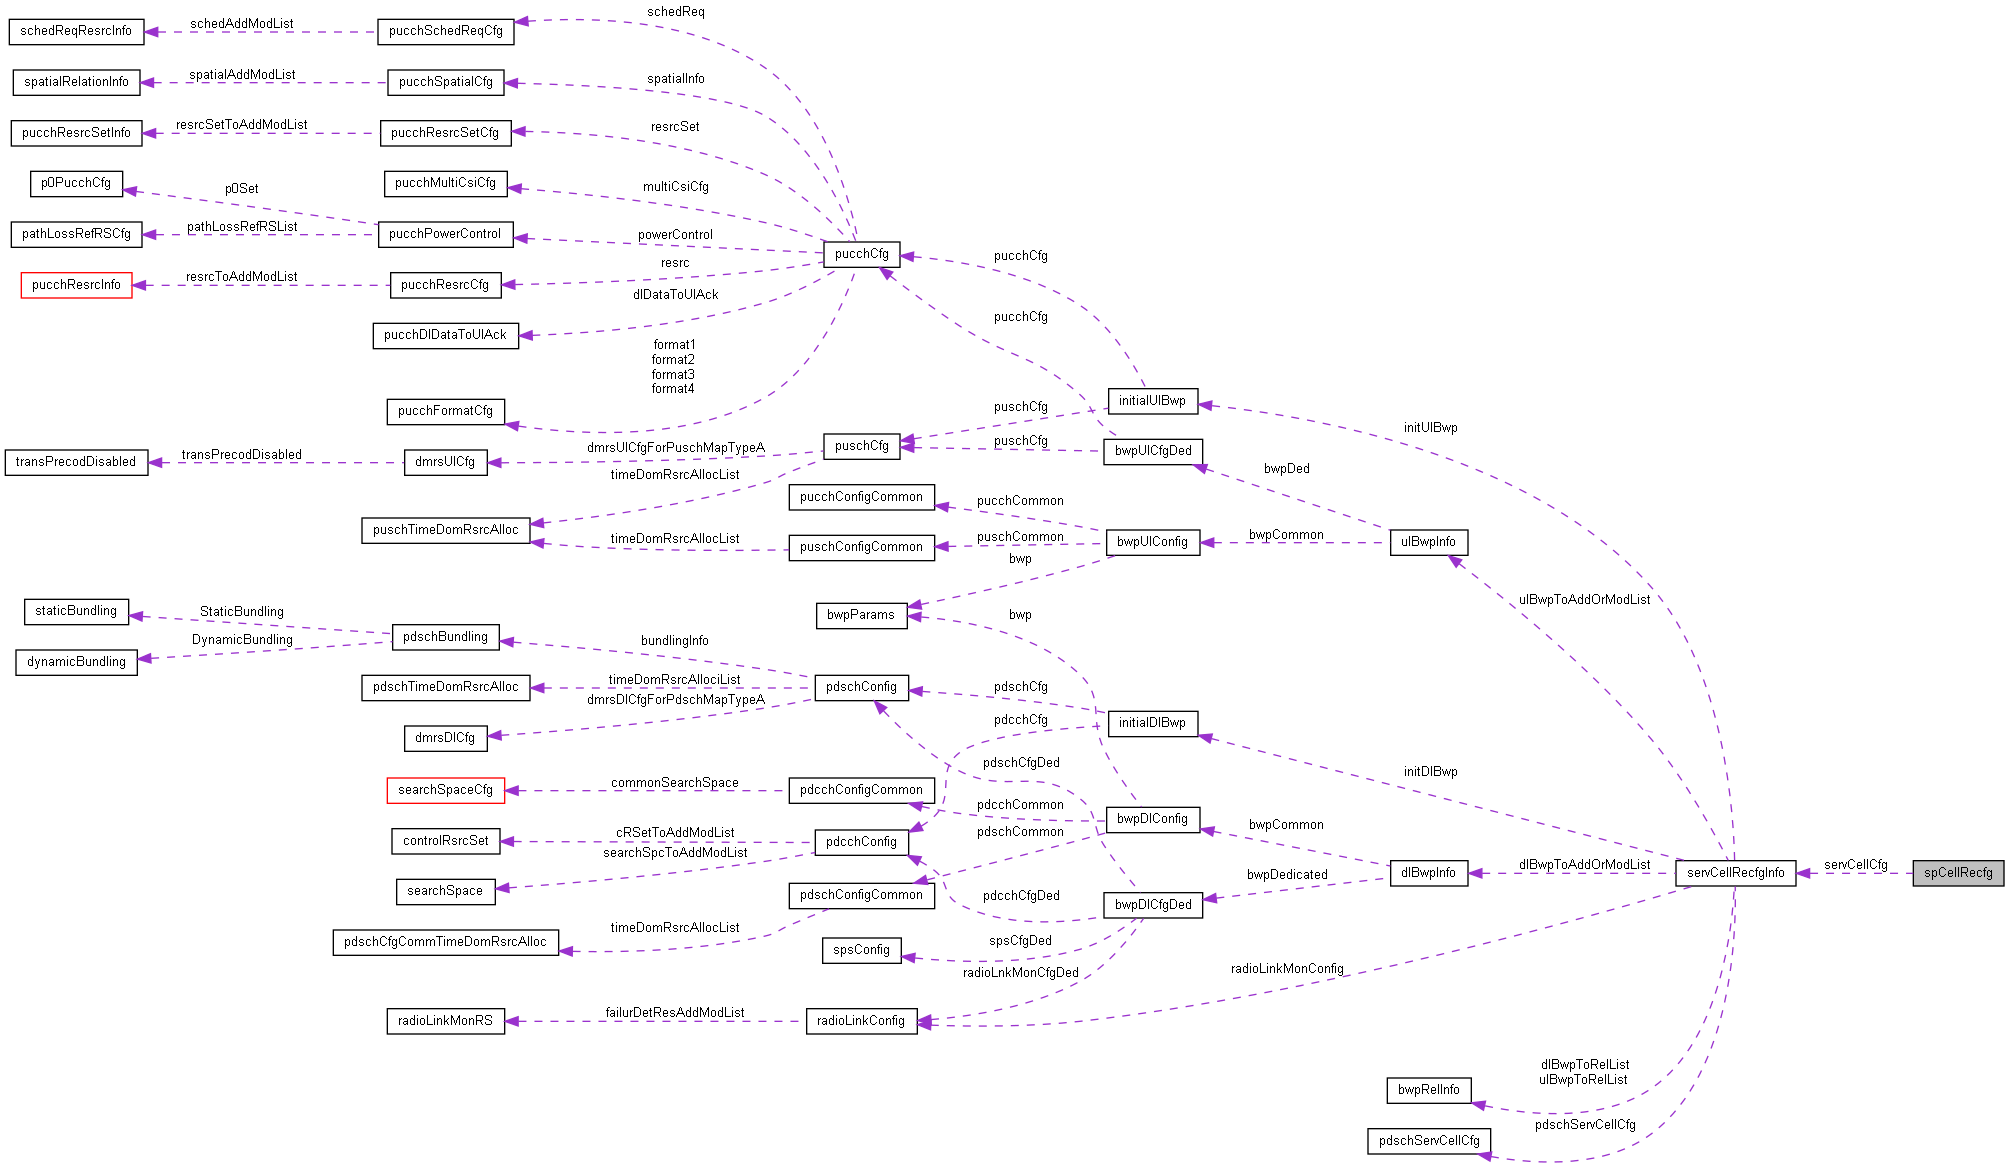 schedReq
schedReqResrcInfo
schedAddModList
pucchSchedReqCfg
spatialRelationInfo
spatialAddModList
pucchSpatialCfg
spatialInfo
pucchResrcSetInfo
resrcSetToAddModList
pucchResrcSetCfg
resrcSet
p0PucchCfg
p0Set
pucchMultiCsiCfg
multiCsiCfg
pathLossRefRSCfg
pathLossRefRSList
pucchPowerControl
powerControl
pucchCfg
pucchCfg
pucchResrcInfo
resrcToAddModList
pucchResrcCfg
resrc
dlDataToUlAck
pucchCfg
pucchDlDataToUlAck
format1
format2
format3
format4
pucchFormatCfg
initialUlBwp
puschCfg
initUlBwp
puschCfg
puschCfg
bwpUlCfgDed
transPrecodDisabled
transPrecodDisabled
dmrsUlCfg
dmrsUlCfgForPuschMapTypeA
timeDomRsrcAllocList
bwpDed
pucchConfigCommon
pucchCommon
puschTimeDomRsrcAlloc
timeDomRsrcAllocList
puschConfigCommon
puschCommon
bwpUlConfig
bwpCommon
ulBwpInfo
bwp
bwpParams
bwp
ulBwpToAddOrModList
staticBundling
StaticBundling
dynamicBundling
DynamicBundling
pdschBundling
bundlingInfo
pdschTimeDomRsrcAlloc
timeDomRsrcAllociList
pdschConfig
pdschCfg
dmrsDlCfgForPdschMapTypeA
dmrsDlCfg
pdcchCfg
initialDlBwp
pdschCfgDed
initDlBwp
searchSpaceCfg
commonSearchSpace
pdcchConfigCommon
pdcchCommon
bwpDlConfig
bwpCommon
controlRsrcSet
cRSetToAddModList
pdcchConfig
pdschCommon
searchSpcToAddModList
searchSpace
pdschConfigCommon
pdcchCfgDed
bwpDlCfgDed
bwpDedicated
dlBwpInfo
dlBwpToAddOrModList
servCellRecfgInfo
servCellCfg
spCellRecfg
pdschCfgCommTimeDomRsrcAlloc
timeDomRsrcAllocList
spsConfig
spsCfgDed
radioLnkMonCfgDed
radioLinkMonConfig
radioLinkMonRS
failurDetResAddModList
radioLinkConfig
dlBwpToRelList
ulBwpToRelList
bwpRelInfo
pdschServCellCfg
pdschServCellCfg